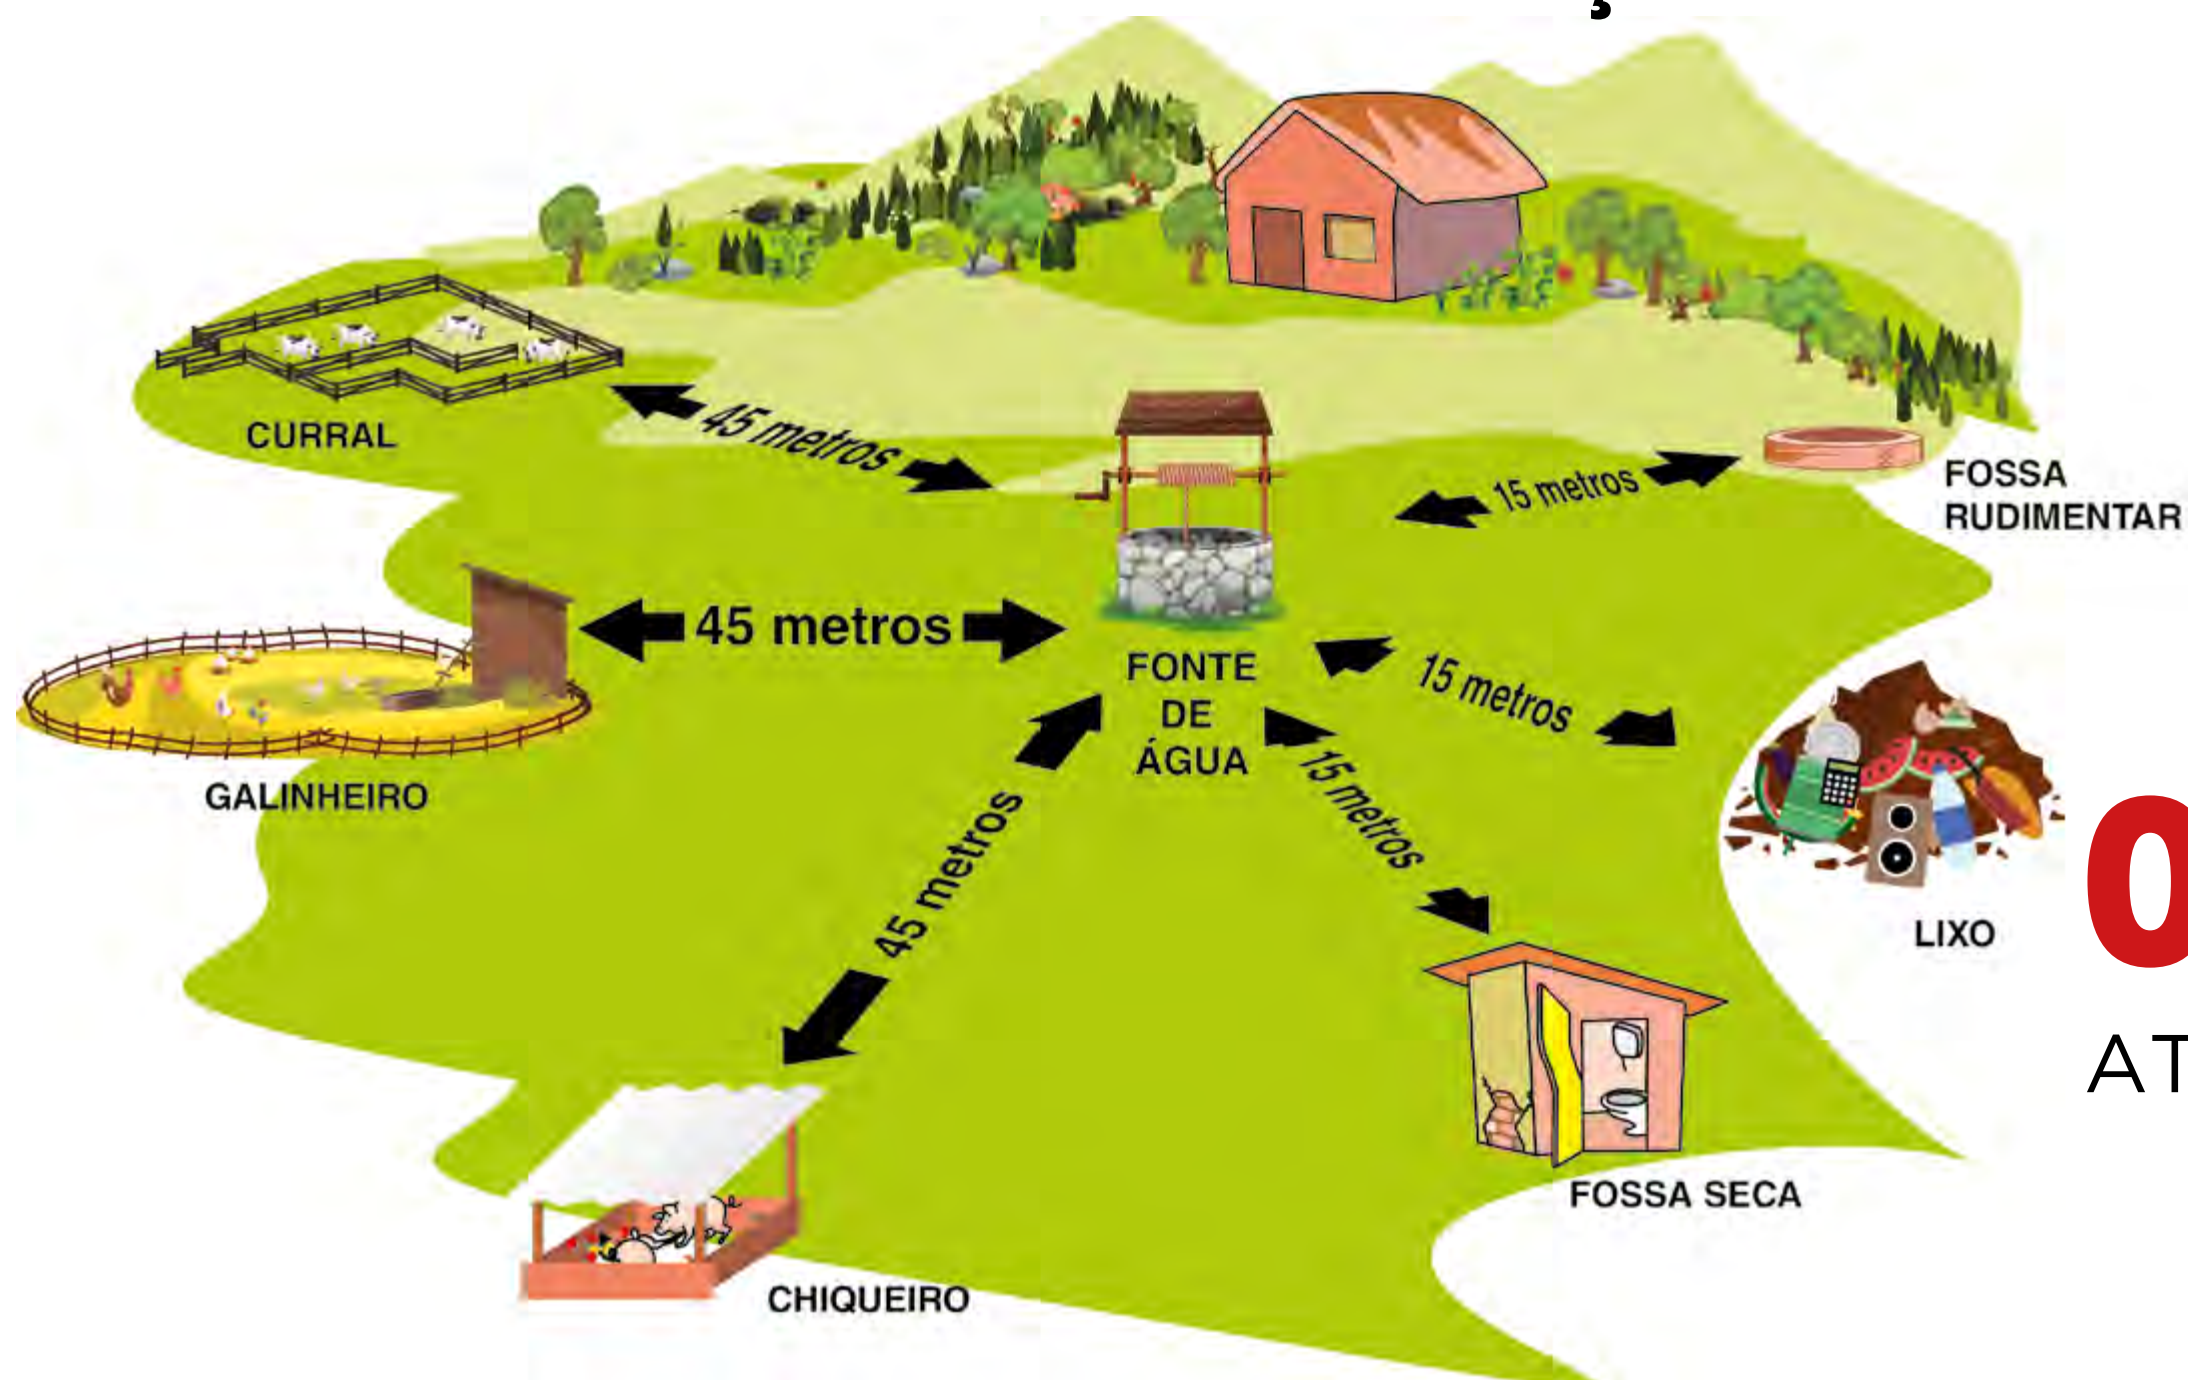 CURRAL
45 metros
15 metros
FOSSA
RUDIMENTAR
45 metros
FONTE
DE
ÁGUA
15 metros
GALINHEIRO
45 metros
15 metros
LIXO
0
AT
FOSSA SECA
CHIQUEIRO